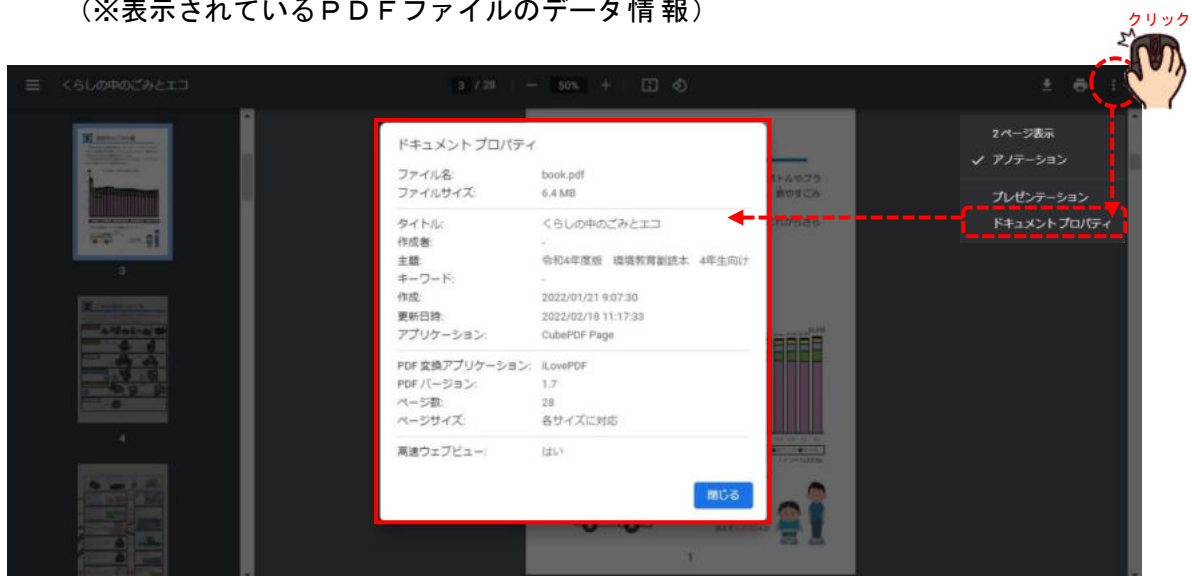 （※表示されているＰＤＦファイルのデータ情報）
クリック
くらしの中のごみとエコ
3 / 28
50%
2 ページ表示
アノテーション
プレゼンテーション
ドキュメント プロパティ
ドキュメント プロパティ
ファイル名: book.pdf
ファイルサイズ: 6.4 MB
タイトル: くらしの中のごみとエコ
作成者: -
主題: 令和4年度版 環境教育副読本 4年生向け
キーワード: -
作成: 2022/01/21 9:07:30
更新日時: 2022/02/18 11:17:33
アプリケーション: CubePDF Page
PDF 変換アプリケーション: iLovePDF
PDF バージョン: 1.7
ページ数: 28
ページサイズ: 各サイズに対応
高速ウェブビュー: はい
閉じる
3
4
1